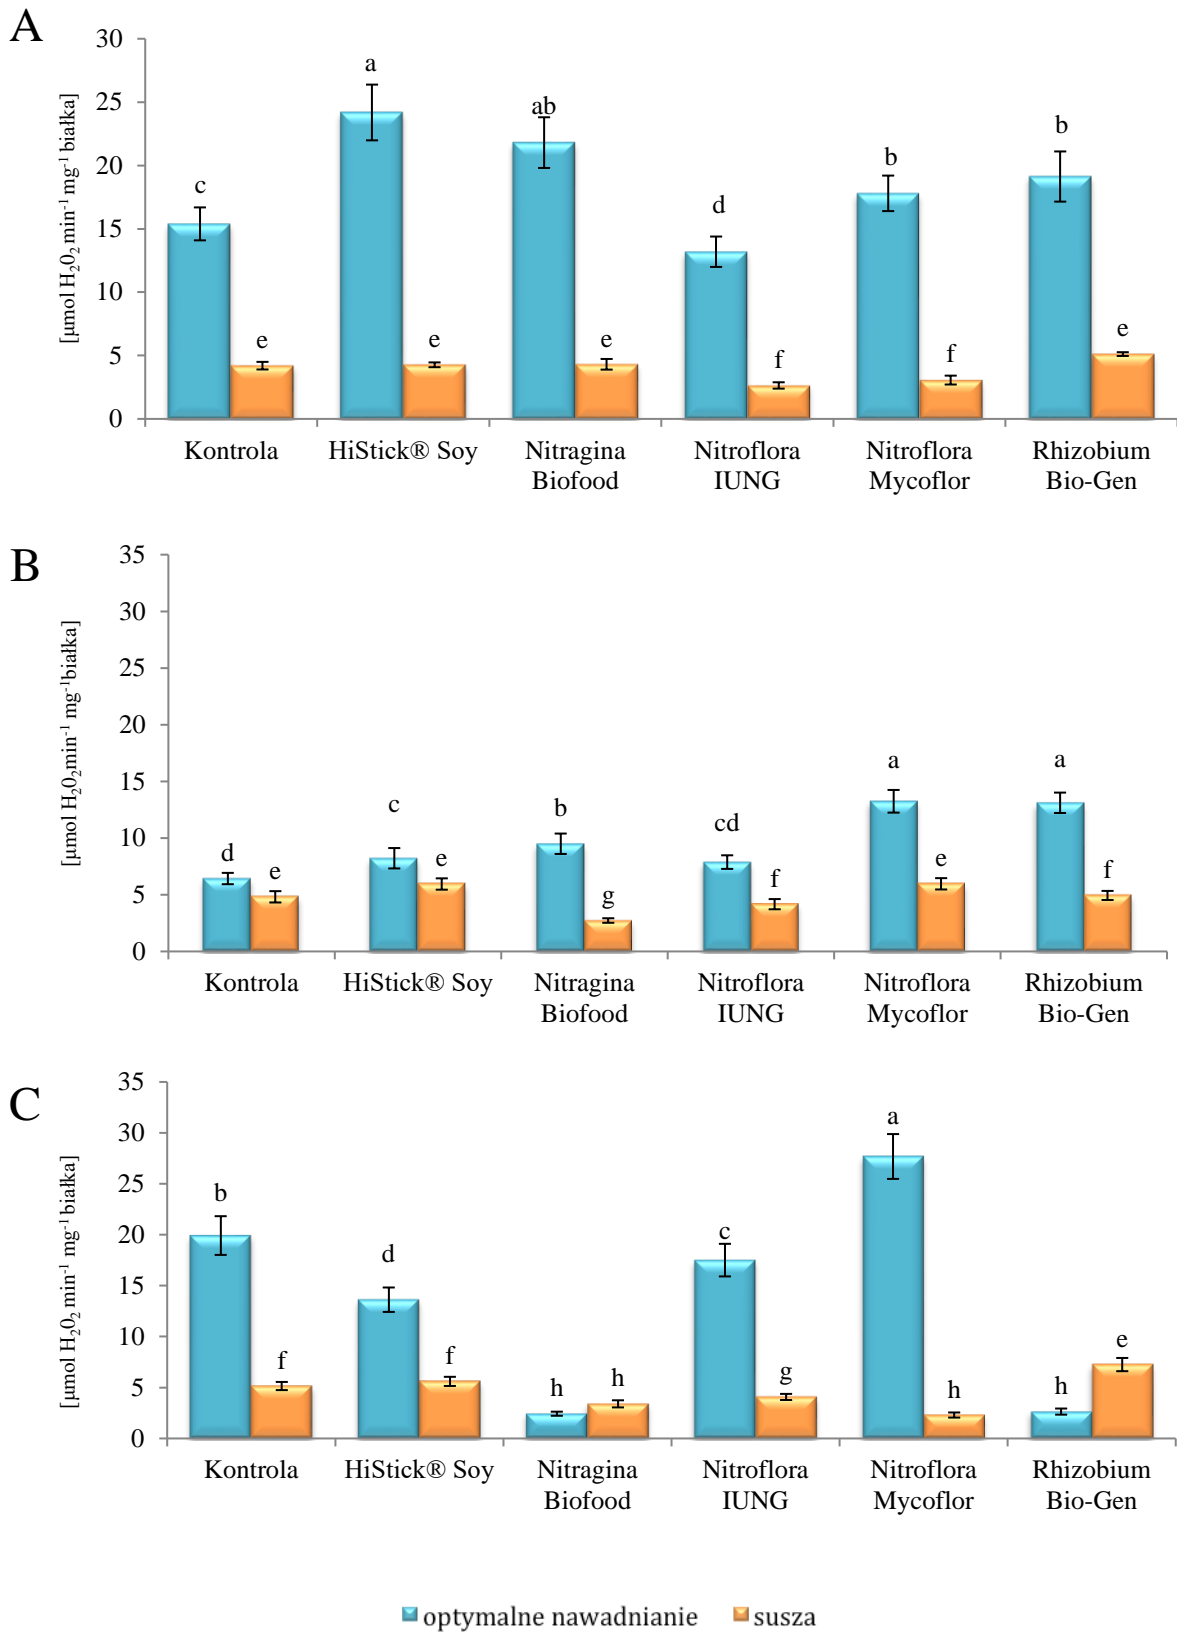 A
30
25
20
15
10
5
0
[µmol H₂0₂ min⁻¹ mg⁻¹ białka]
c
e
a
e
ab
e
d
f
b
f
b
e
Kontrola
HiStick® Soy
Nitragina
Biofood
Nitroflora
IUNG
Nitroflora
Mycoflor
Rhizobium
Bio-Gen
B
35
30
25
20
15
10
5
0
[µmol H₂0₂min⁻¹ mg⁻¹białka]
d
e
c
e
b
g
cd
f
a
e
a
f
Kontrola
HiStick® Soy
Nitragina
Biofood
Nitroflora
IUNG
Nitroflora
Mycoflor
Rhizobium
Bio-Gen
C
35
30
25
20
15
10
5
0
[µmol H₂0₂ min⁻¹ mg⁻¹ białka]
b
f
d
f
h
h
c
g
a
h
h
e
Kontrola
HiStick® Soy
Nitragina
Biofood
Nitroflora
IUNG
Nitroflora
Mycoflor
Rhizobium
Bio-Gen
optymalne nawadnianie
susza